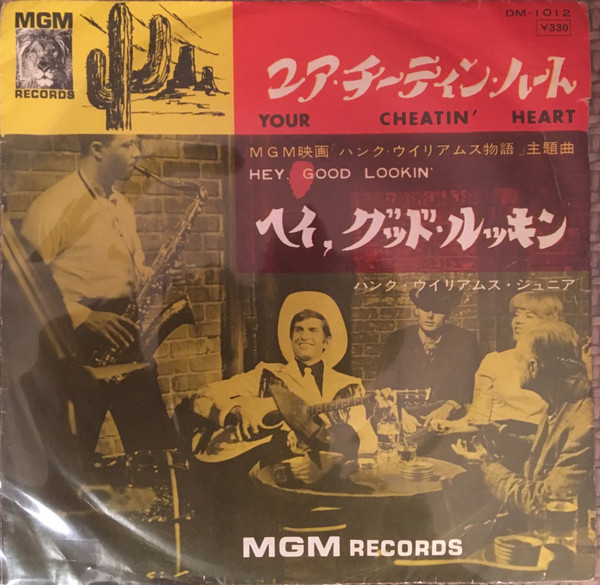 MGM
RECORDS
DM-1012
¥330
ユア・チーティン・ハート
YOUR CHEATIN' HEART
MGM映画「ハンク・ウイリアムス物語」主題曲
HEY, GOOD LOOKIN'
ヘイ,グッド・ルッキン
ハンク・ウイリアムス・ジュニア
MGM RECORDS